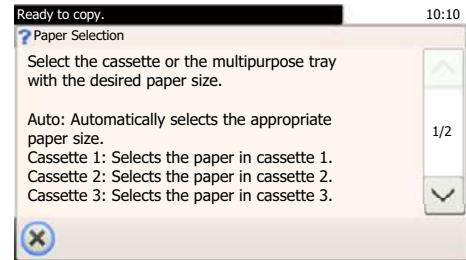 Ready to copy. 10:10
?Paper Selection
Select the cassette or the multipurpose tray
with the desired paper size.
Auto: Automatically selects the appropriate
paper size.
Cassette 1: Selects the paper in cassette 1.
Cassette 2: Selects the paper in cassette 2.
Cassette 3: Selects the paper in cassette 3.
1/2